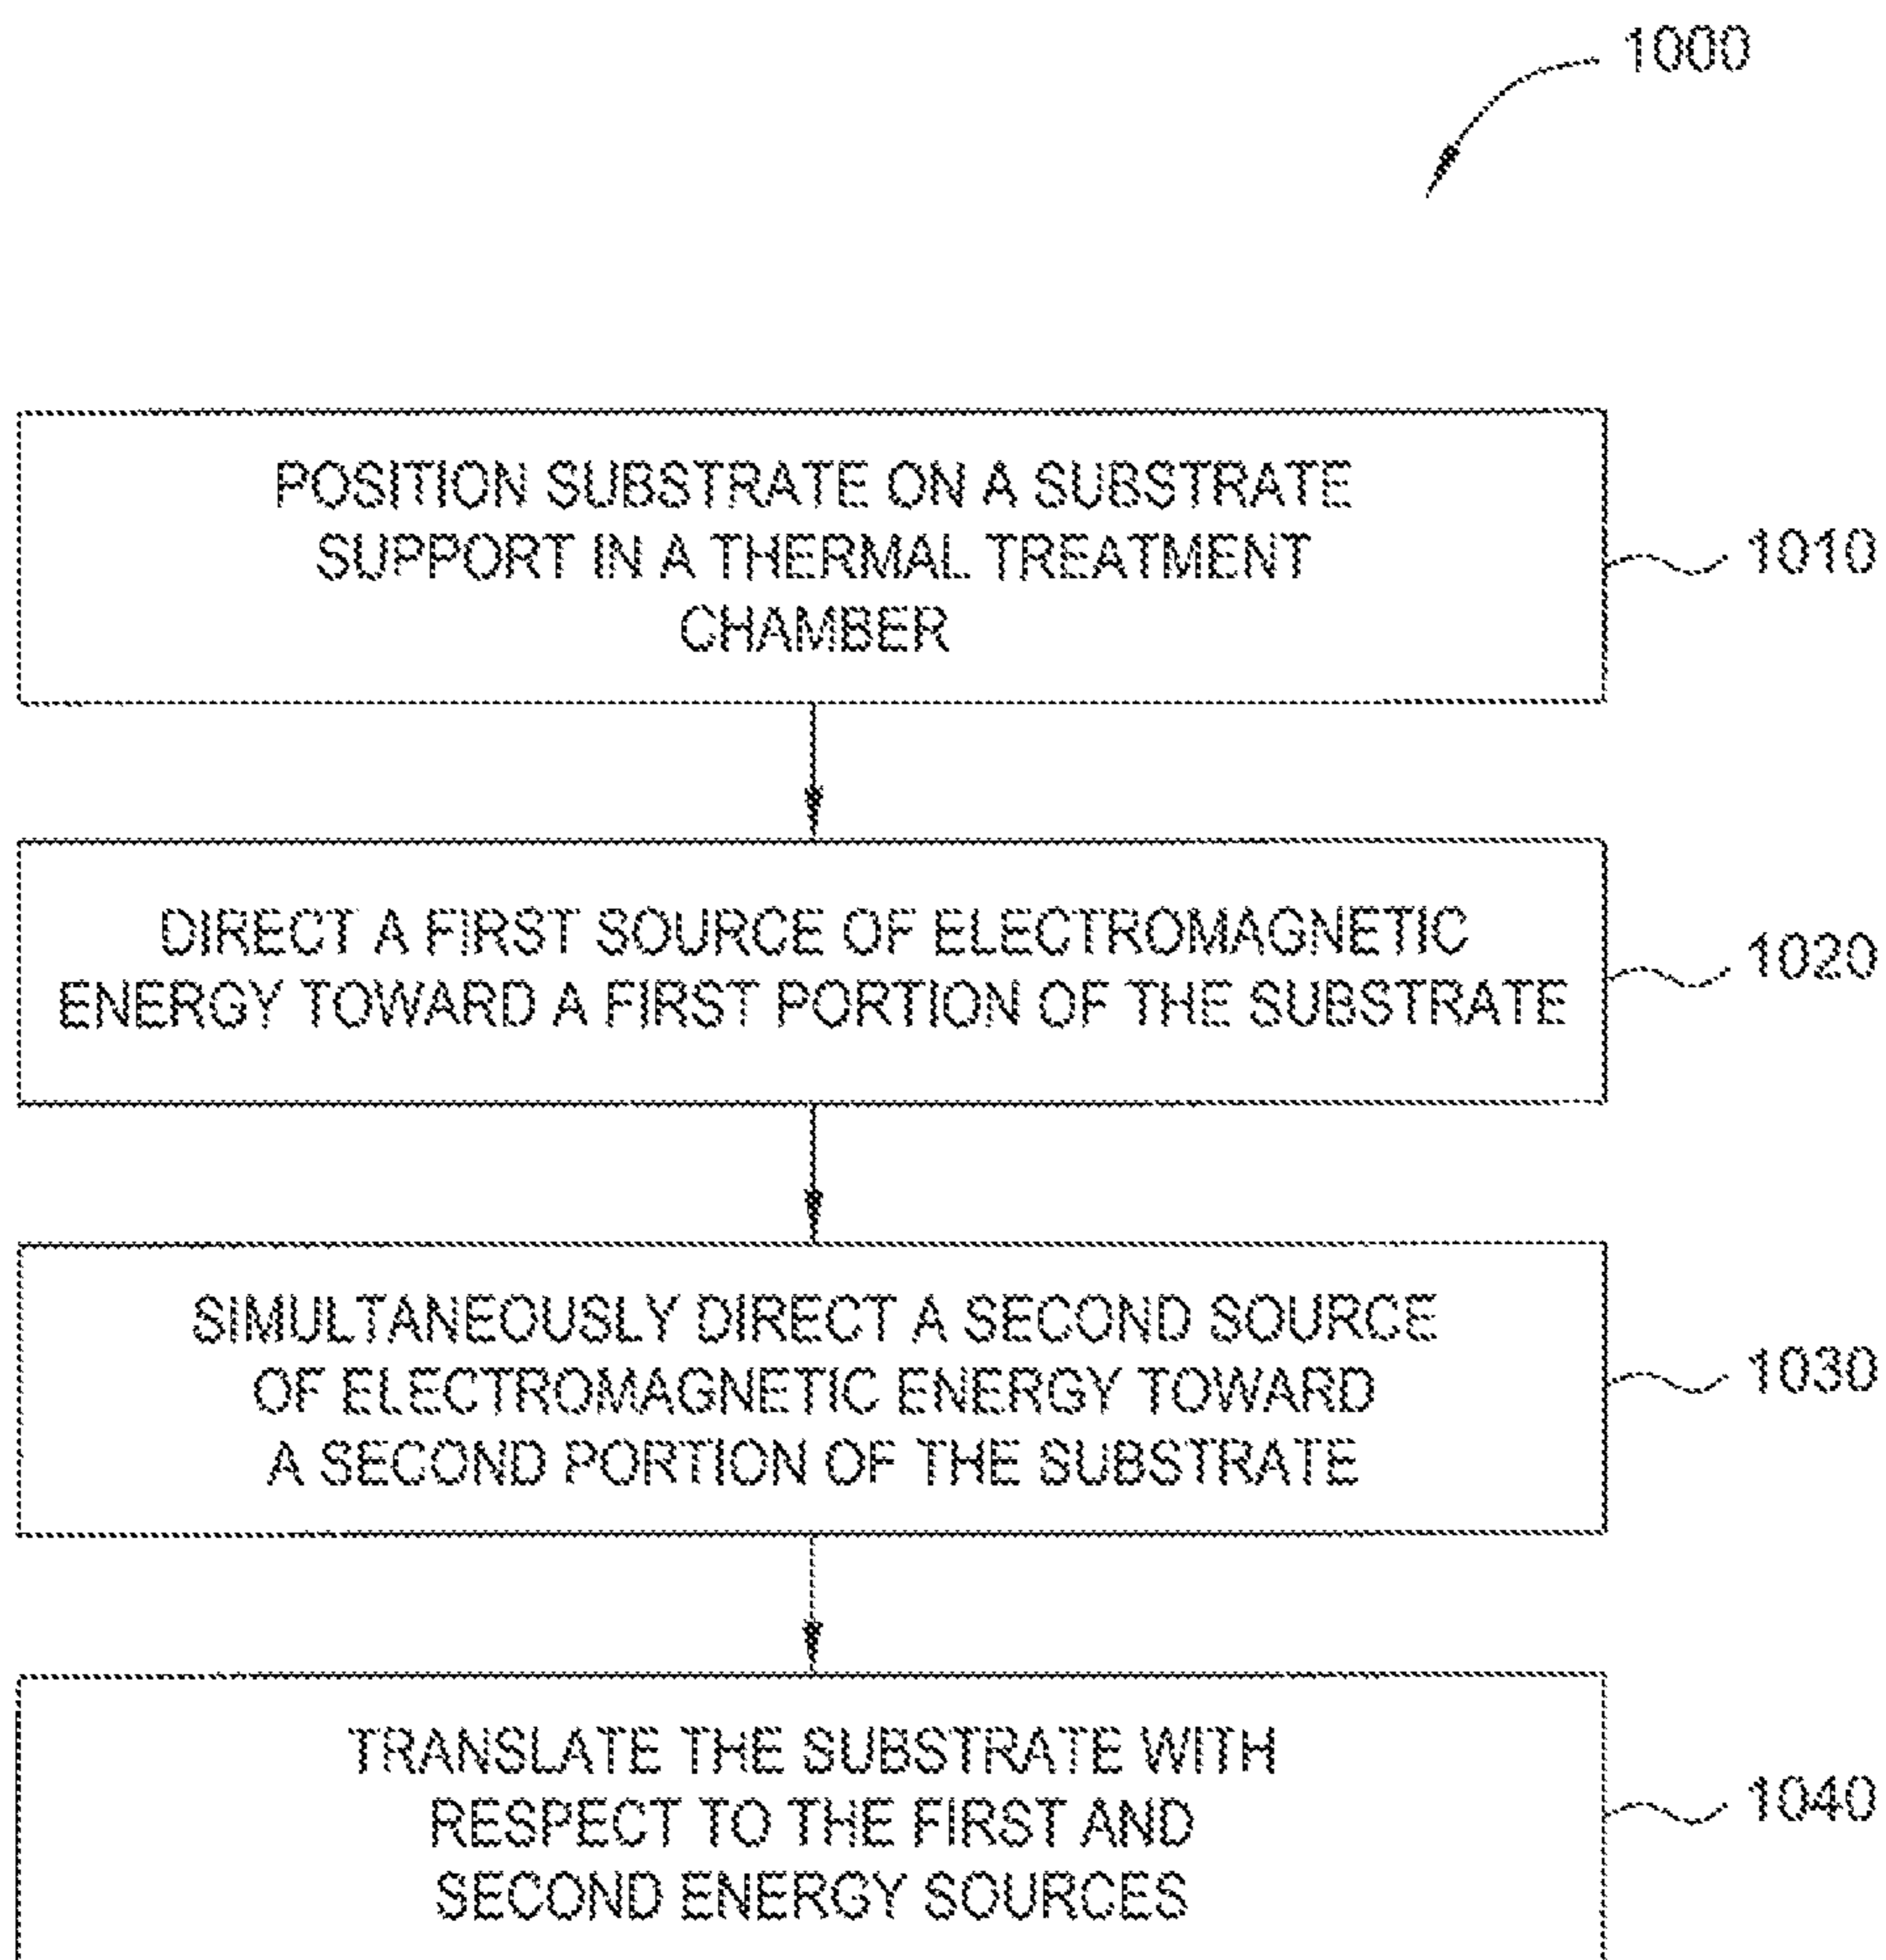 1000
POSITION SUBSTRATE ON A SUBSTRATE
SUPPORT IN A THERMAL TREATMENT
CHAMBER
1010
DIRECT A FIRST SOURCE OF ELECTROMAGNETIC
ENERGY TOWARD A FIRST PORTION OF THE SUBSTRATE
1020
SIMULTANEOUSLY DIRECT A SECOND SOURCE
OF ELECTROMAGNETIC ENERGY TOWARD
A SECOND PORTION OF THE SUBSTRATE
1030
TRANSLATE THE SUBSTRATE WITH
RESPECT TO THE FIRST AND
SECOND ENERGY SOURCES
1040